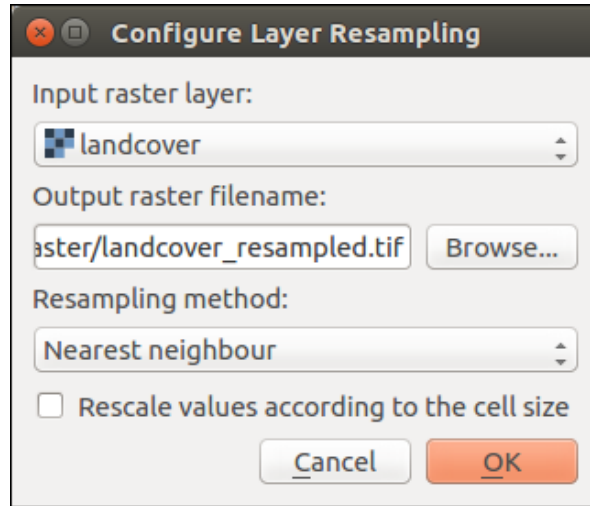 Configure Layer Resampling
Input raster layer:
landcover
Output raster filename:
aster/landcover_resampled.tif Browse...
Resampling method:
Nearest neighbour
Rescale values according to the cell size
Cancel OK